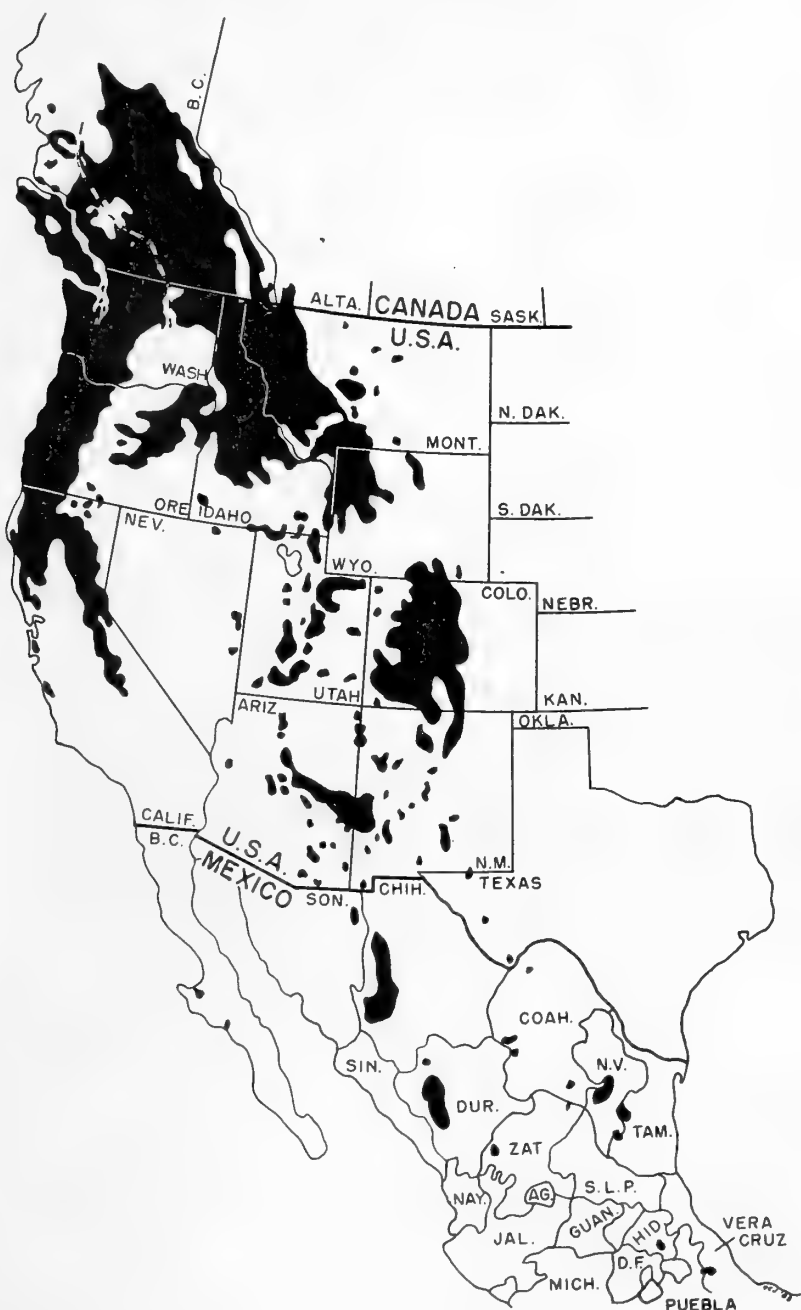 B.C.
ALTA.
CANADA
SASK.
U.S.A.
WASH
N. DAK.
MONT.
ORE
IDAHO
S. DAK.
NEV.
WYO.
COLO.
NEBR.
UTAH
KAN.
ARIZ
OKLA.
CALIF.
B.C.
U.S.A.
MEXICO
N.M.
TEXAS
SON.
CHIH.
COAH.
SIN.
N.V.
DUR.
TAM.
ZAT
NAY.
AG.
S.L.P.
GUAN.
HID
VERA
CRUZ
JAL.
D.F.
MICH.
PUEBLA